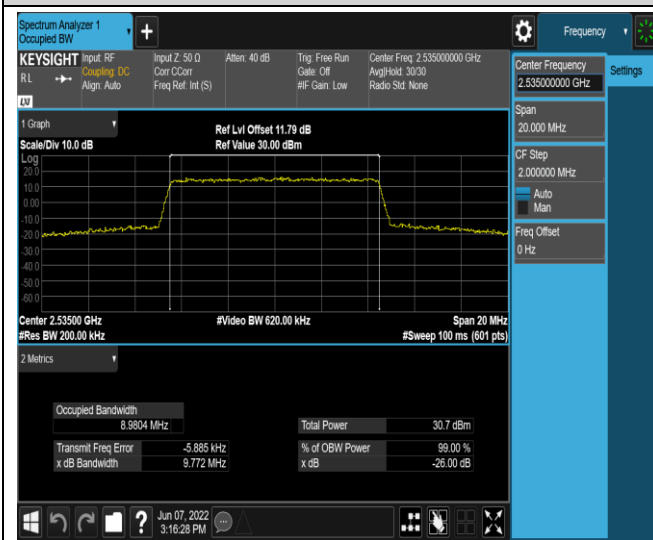 Spectrum Analyzer 1
Occupied BW
Frequency
KEYSIGHT
RL
LXI
Input: RF
Coupling: DC
Align: Auto
Input Z: 50 Ω
Corr CCorr
Freq Ref: Int (S)
Atten: 40 dB
Trig: Free Run
Gate: Off
#IF Gain: Low
Center Freq: 2.535000000 GHz
Avg|Hold: 30/30
Radio Std: None
1 Graph
Scale/Div 10.0 dB
Ref Lvl Offset 11.79 dB
Ref Value 30.00 dBm
Log
20.0
10.0
0.00
-10.0
-20.0
-30.0
-40.0
-50.0
-60.0
Center 2.53500 GHz
#Res BW 200.00 kHz
#Video BW 620.00 kHz
Span 20 MHz
#Sweep 100 ms (601 pts)
2 Metrics
Occupied Bandwidth
8.9804 MHz
Transmit Freq Error -5.885 kHz
x dB Bandwidth 9.772 MHz
Total Power 30.7 dBm
% of OBW Power 99.00 %
x dB -26.00 dB
?
Jun 07, 2022
3:16:28 PM
Center Frequency
2.535000000 GHz
Span
20.000 MHz
CF Step
2.000000 MHz
Auto
Man
Freq Offset
0 Hz
Settings